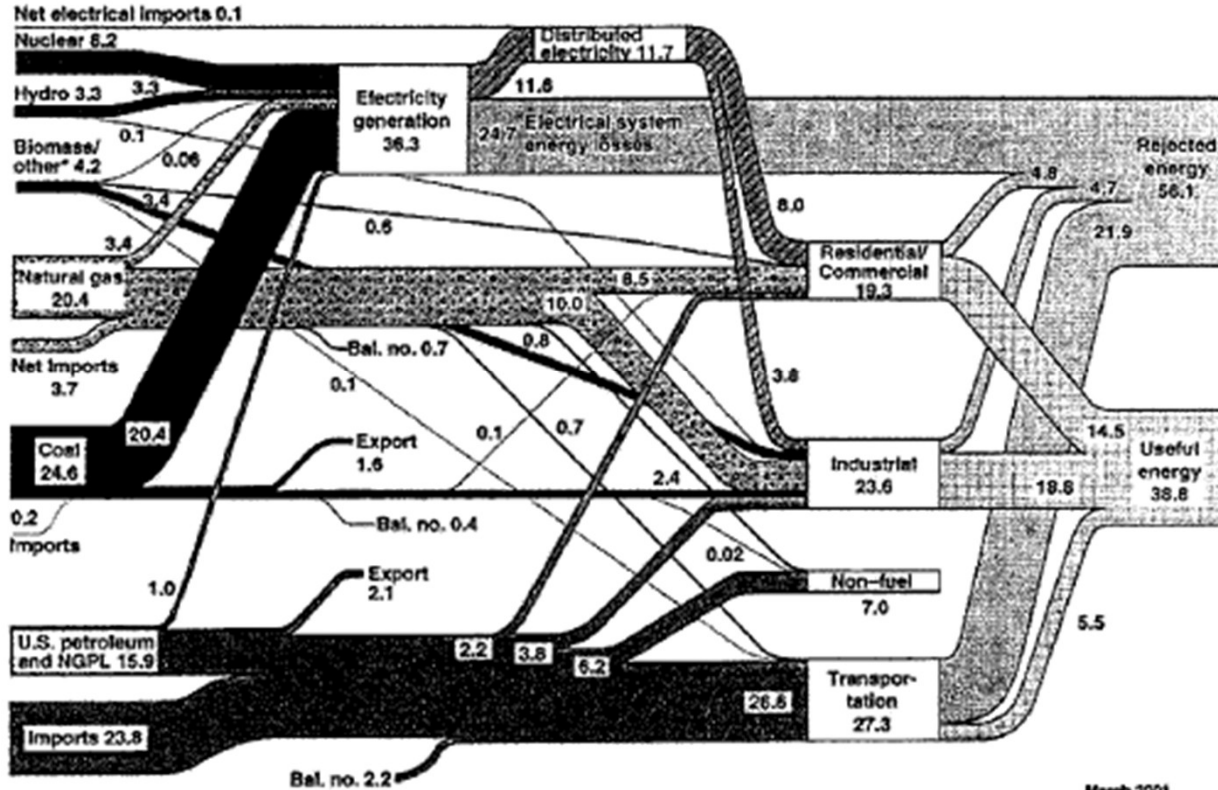 Net electrical imports 0.1
Nuclear 8.2
Hydro 3.3
3.3
0.1
0.06
Biomass/
other* 4.2
3.4
3.4
Natural gas
20.4
Net Imports
3.7
Coal
24.6
20.4
0.2
Imports
1.0
U.S. petroleum
and NGPL 15.9
Imports 23.8
Bal. no. 2.2
Export
2.1
Bal. no. 0.4
Export
1.6
Bal. no. 0.7
0.1
0.1
0.7
0.8
0.6
10.0
8.5
2.4
0.02
2.2
3.8
6.2
26.6
Electricity
generation
36.3
Distributed
electricity 11.7
11.6
24.7
Electrical system
energy losses
8.0
3.8
Residential/
Commercial
19.3
Industrial
23.6
Non-fuel
7.0
Transpor-
tation
27.3
4.8
4.7
21.9
Rejected
energy
56.1
14.5
18.8
5.5
Useful
energy
38.8
March 2001